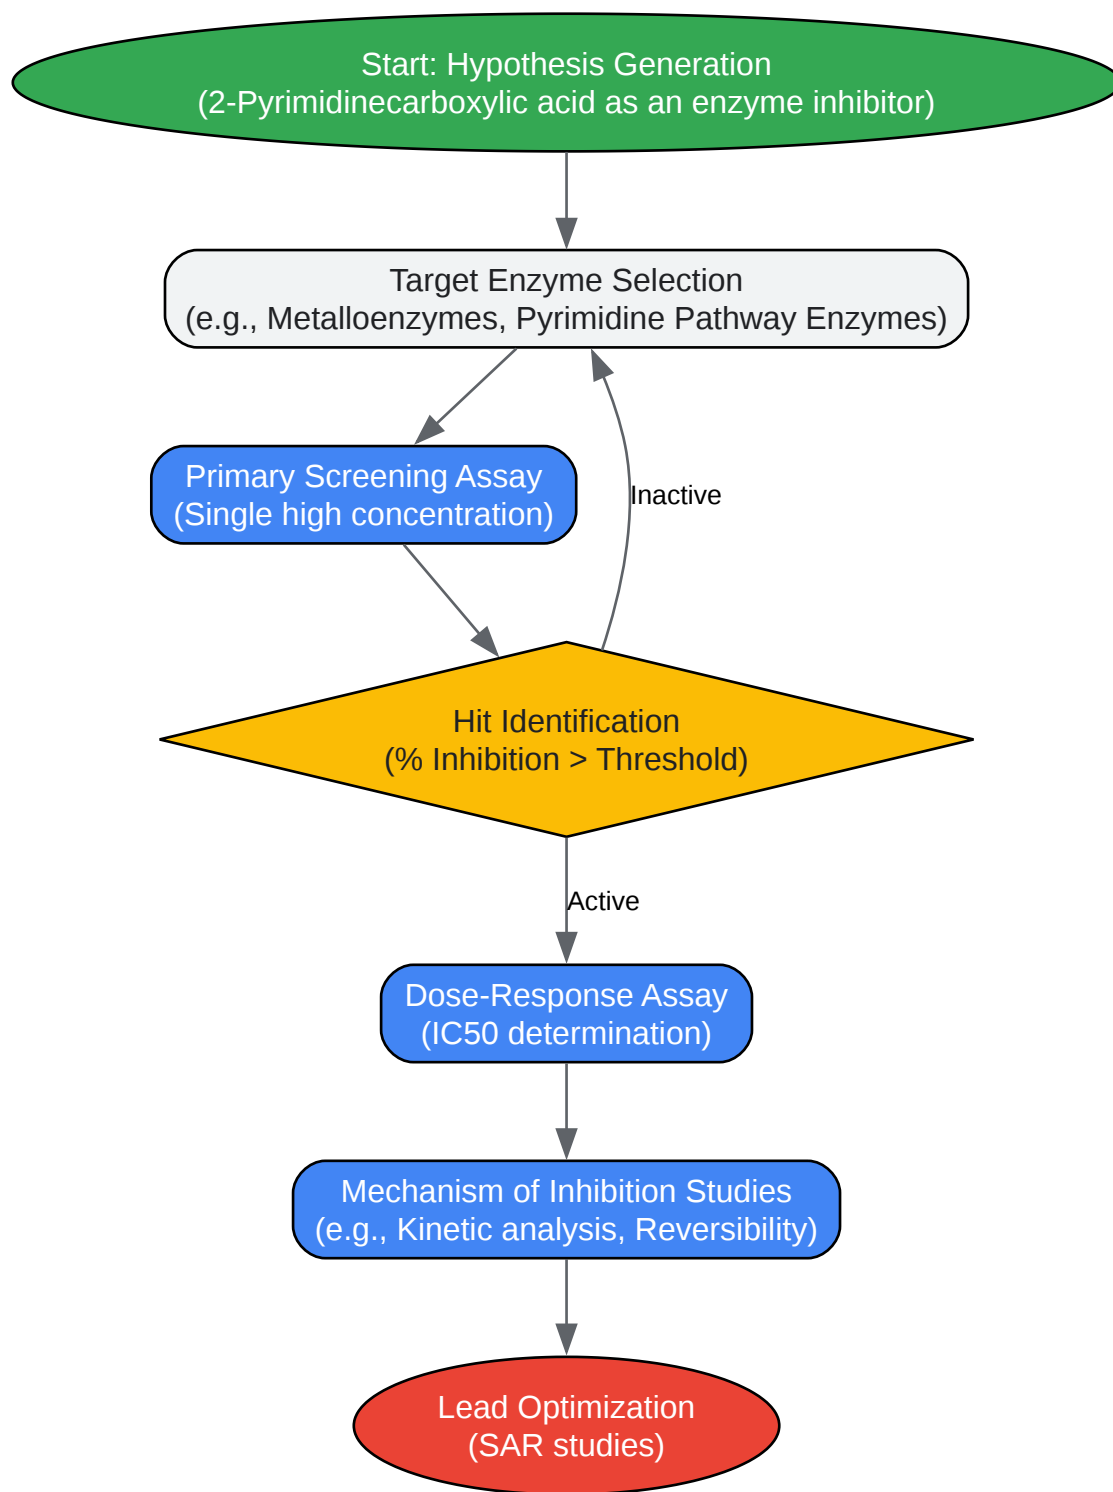 Start: Hypothesis Generation
(2-Pyrimidinecarboxylic acid as an enzyme inhibitor)
Target Enzyme Selection
(e.g., Metalloenzymes, Pyrimidine Pathway Enzymes)
Primary Screening Assay
(Single high concentration)
Inactive
Hit Identification
(% Inhibition > Threshold)
Active
Dose-Response Assay
(IC50 determination)
Mechanism of Inhibition Studies
(e.g., Kinetic analysis, Reversibility)
Lead Optimization
(SAR studies)